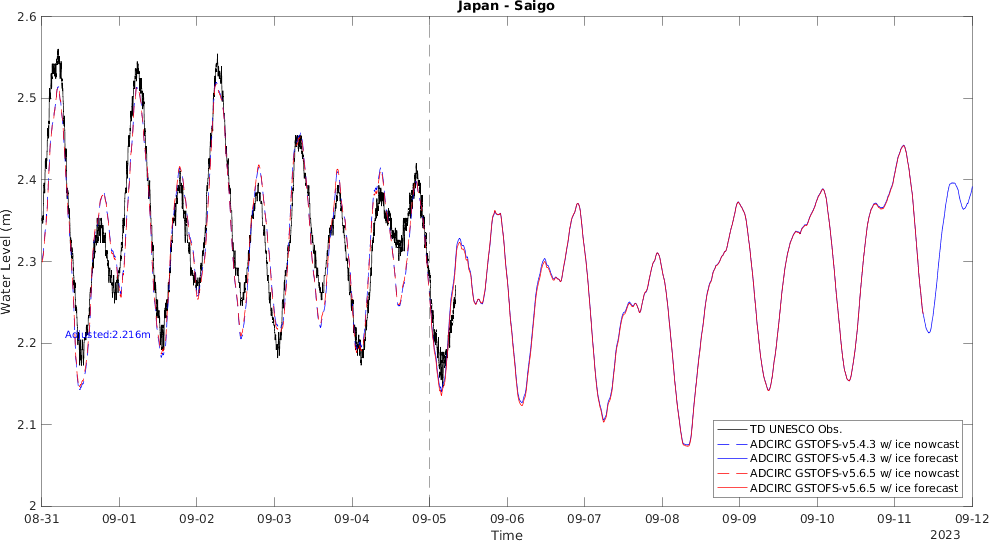 Japan - Saigo
2.6
2.5
2.4
2.3
2.2
2.1
2
Water Level (m)
Adjusted:2.216m
TD UNESCO Obs.
ADCIRC GSTOFS-v5.4.3 w/ ice nowcast
ADCIRC GSTOFS-v5.4.3 w/ ice forecast
ADCIRC GSTOFS-v5.6.5 w/ ice nowcast
ADCIRC GSTOFS-v5.6.5 w/ ice forecast
08-31 09-01 09-02 09-03 09-04 09-05 09-06 09-07 09-08 09-09 09-10 09-11 09-12
Time
2023